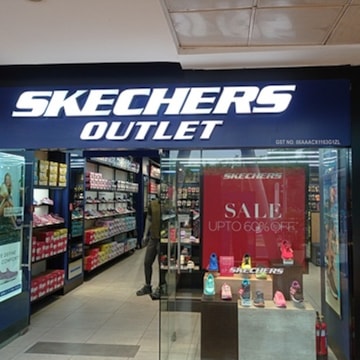 SKECHERS
OUTLET
SKECHERS
SALE
UPTO 60% OFF*
SKECHERS